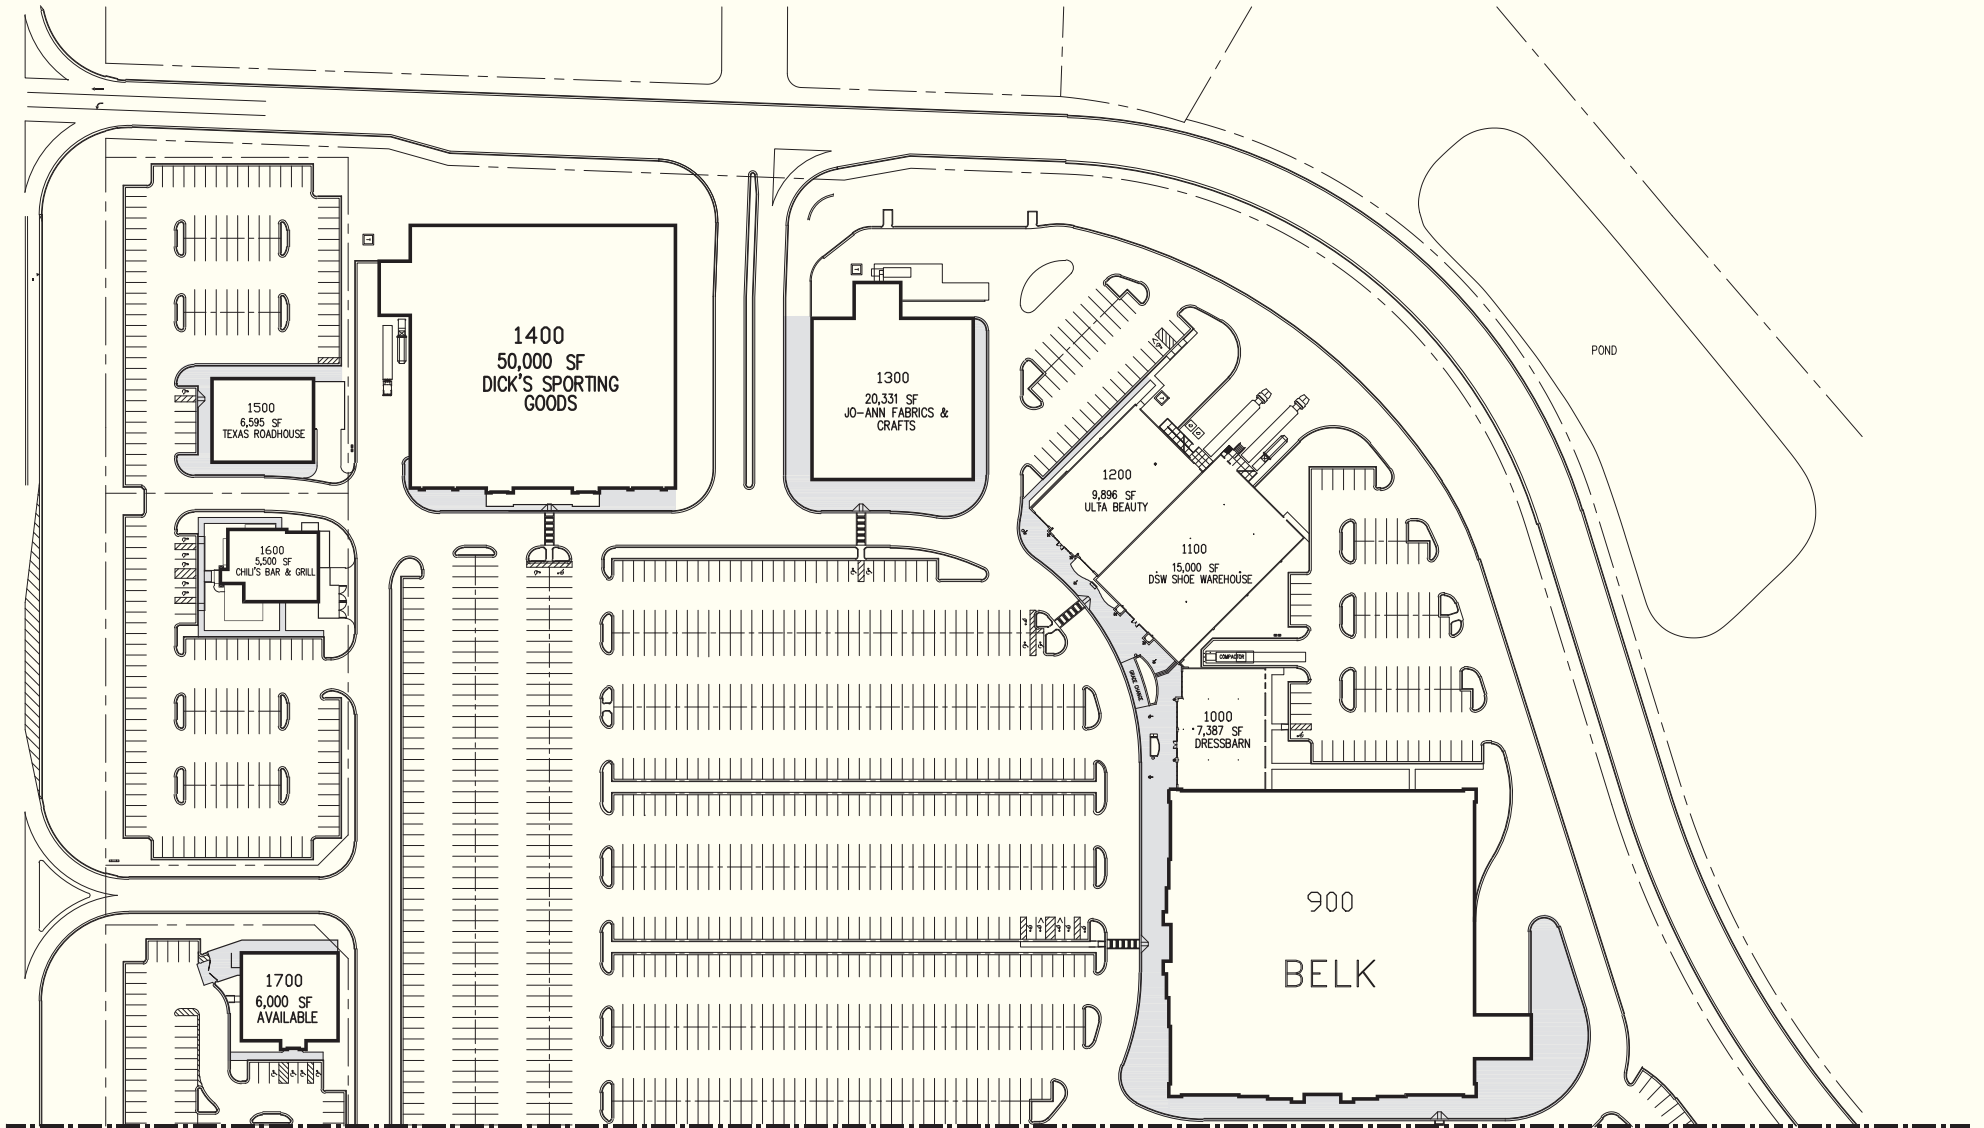 POND
1400
50,000 SF
DICK'S SPORTING
GOODS
1300
20,331 SF
JO-ANN FABRICS &
CRAFTS
1500
6,595 SF
TEXAS ROADHOUSE
1200
9,896 SF
ULTA BEAUTY
1100
15,000 SF
DSW SHOE WAREHOUSE
1600
5,500 SF
CHILI'S BAR & GRILL
COMPACTOR
GRADE CHANGE
1000
7,387 SF
DRESSBARN
900
BELK
1700
6,000 SF
AVAILABLE